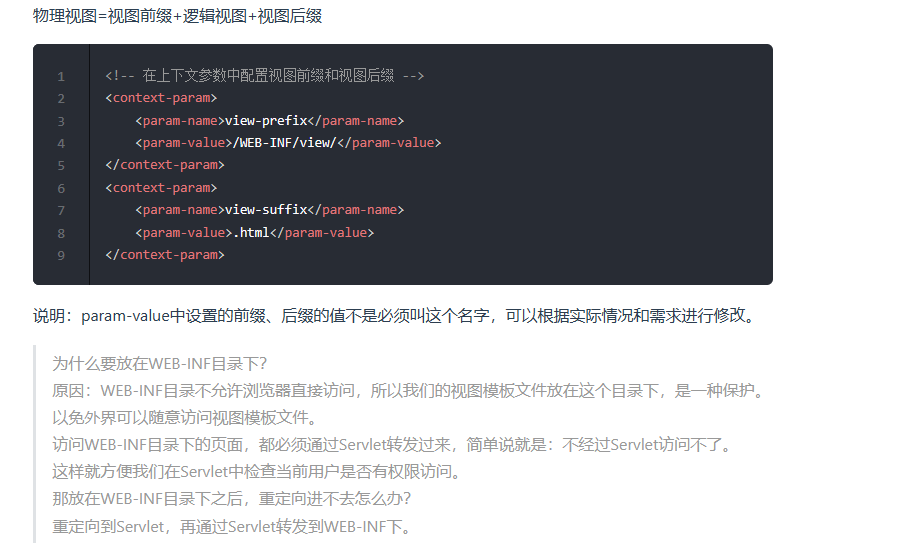 物理视图=视图前缀+逻辑视图+视图后缀
1 <!-- 在上下文参数中配置视图前缀和视图后缀 -->
2 <context-param>
3     <param-name>view-prefix</param-name>
4     <param-value>/WEB-INF/view/</param-value>
5 </context-param>
6 <context-param>
7     <param-name>view-suffix</param-name>
8     <param-value>.html</param-value>
9 </context-param>
说明：param-value中设置的前缀、后缀的值不是必须叫这个名字，可以根据实际情况和需求进行修改。
为什么要放在WEB-INF目录下？
原因：WEB-INF目录不允许浏览器直接访问，所以我们的视图模板文件放在这个目录下，是一种保护。
以免外界可以随意访问视图模板文件。
访问WEB-INF目录下的页面，都必须通过Servlet转发过来，简单说就是：不经过Servlet访问不了。
这样就方便我们在Servlet中检查当前用户是否有权限访问。
那放在WEB-INF目录下之后，重定向进不去怎么办？
重定向到Servlet，再通过Servlet转发到WEB-INF下。